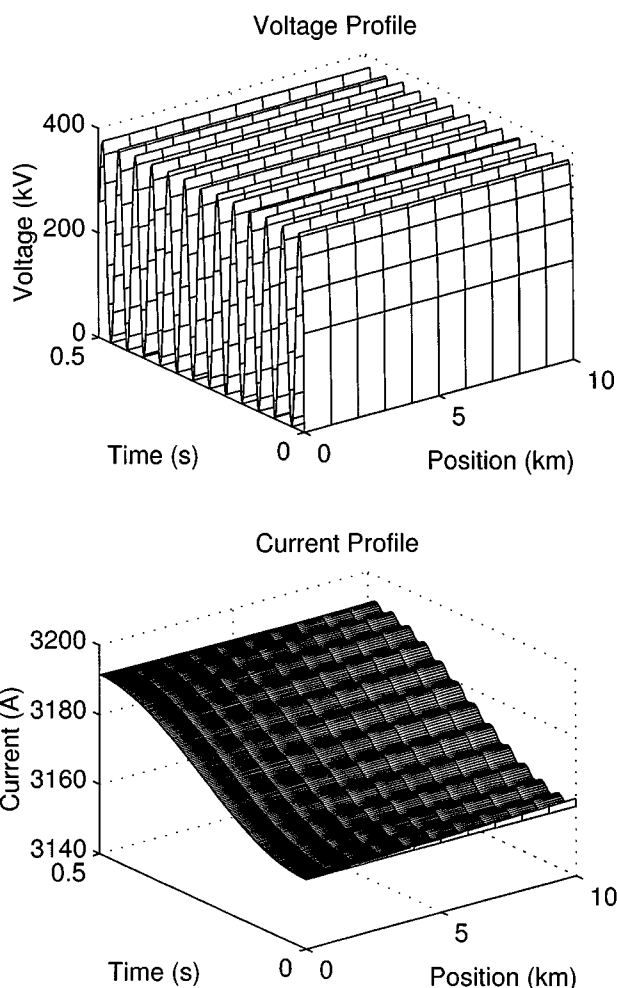 Voltage Profile
400
200
0
Voltage (kV)
0.5
Time (s)
0
0
5
10
Position (km)
Current Profile
3200
3180
3160
3140
Current (A)
0.5
Time (s)
0
0
5
10
Position (km)